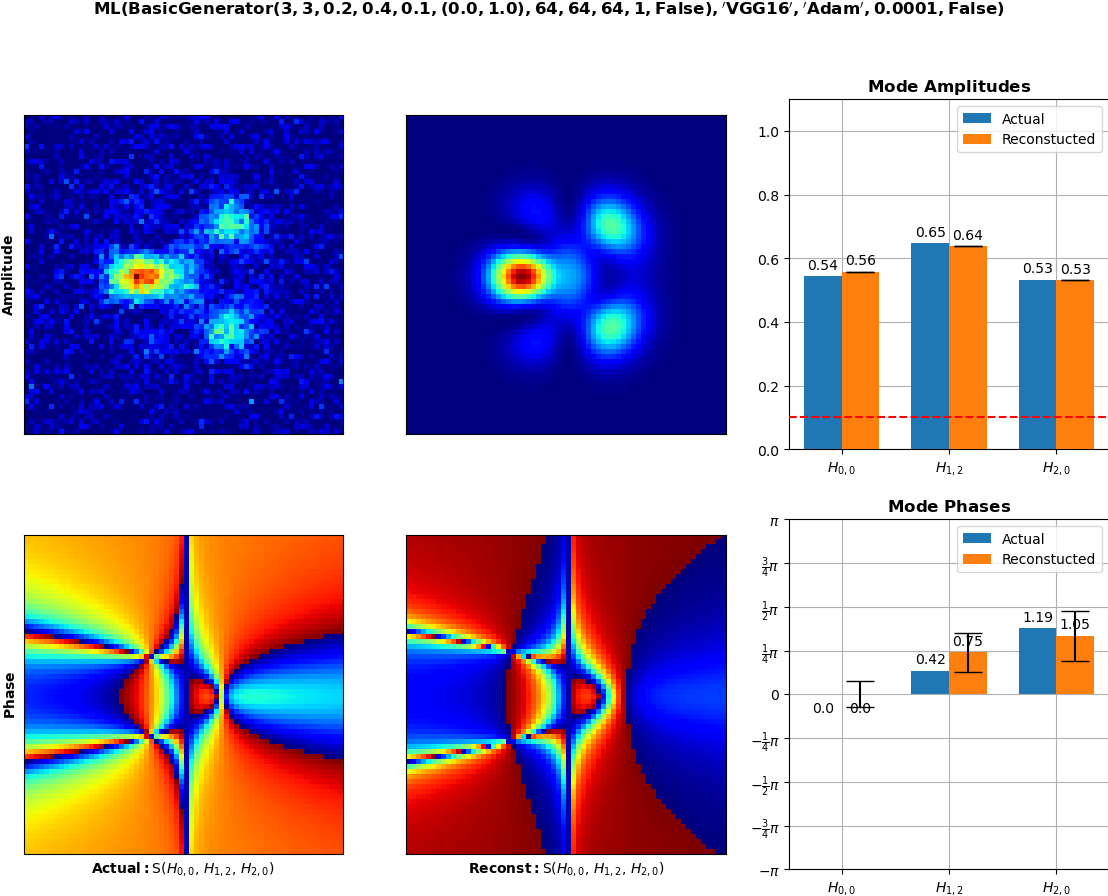 ML(BasicGenerator(3, 3, 0.2, 0.4, 0.1, (0.0, 1.0), 64, 64, 64, 1, False), ′VGG16′, ′Adam′, 0.0001, False)
Mode Amplitudes
Amplitude
Actual
Reconstucted
1.0
0.8
0.6
0.4
0.2
0.0
0.54 0.56
0.65 0.64
0.53 0.53
H0,0 H1,2 H2,0
Mode Phases
Phase
Actual
Reconstucted
π
3/4π
1/2π
1/4π
0
−1/4π
−1/2π
−3/4π
−π
0.0 0.0
0.42 0.75
1.19 1.05
H0,0 H1,2 H2,0
Actual: S(H0,0, H1,2, H2,0)
Reconst: S(H0,0, H1,2, H2,0)